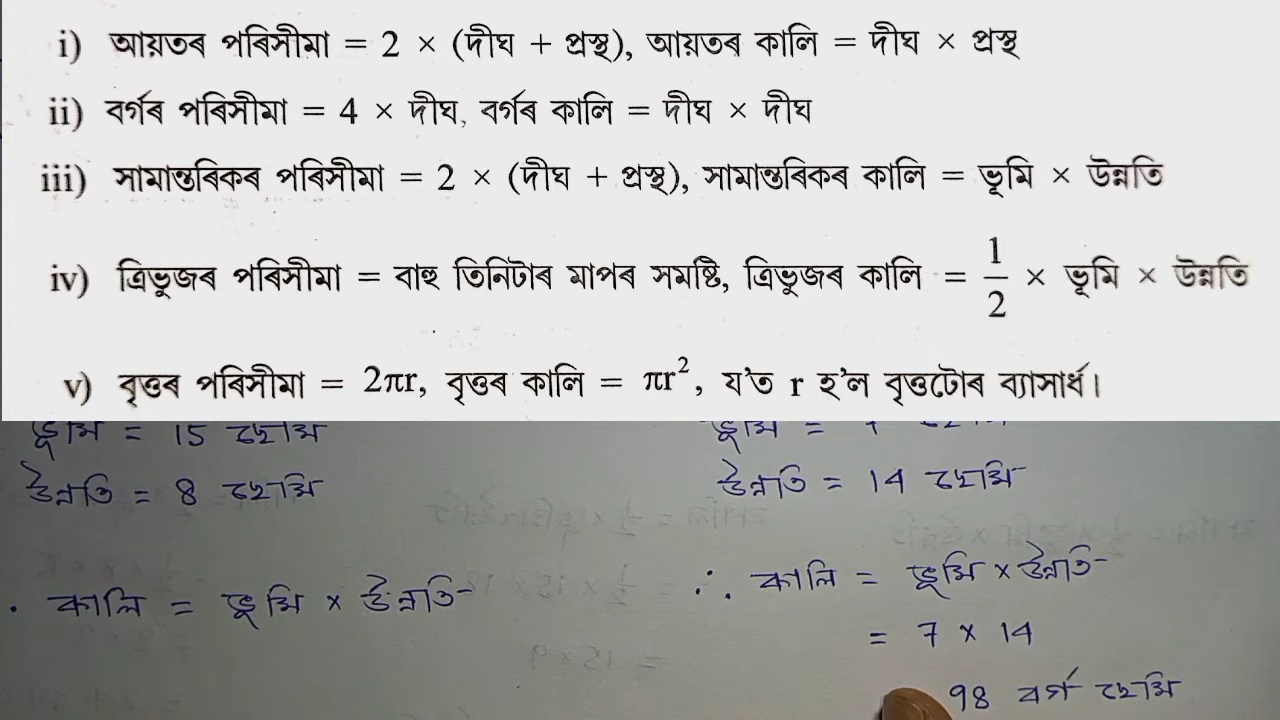 i) আয়তৰ পৰিসীমা = 2 × (দীঘ + প্ৰস্থ), আয়তৰ কালি = দীঘ × প্ৰস্থ
ii) বৰ্গৰ পৰিসীমা = 4 × দীঘ, বৰ্গৰ কালি = দীঘ × দীঘ
iii) সামান্তৰিকৰ পৰিসীমা = 2 × (দীঘ + প্ৰস্থ), সামান্তৰিকৰ কালি = ভূমি × উন্নতি
iv) ত্ৰিভুজৰ পৰিসীমা = বাহু তিনিটাৰ মাপৰ সমষ্টি, ত্ৰিভুজৰ কালি = 1/2 × ভূমি × উন্নতি
v) বৃত্তৰ পৰিসীমা = 2πr, বৃত্তৰ কালি = πr², য'ত r হ'ল বৃত্তটোৰ ব্যাসাৰ্ধ।
ভূমি = 15 ছেমি
উন্নতি = 8 ছেমি
কালি = ভূমি × উন্নতি
ভূমি =
উন্নতি = 14 ছেমি
∴ কালি = ভূমি × উন্নতি
= 7 × 14
98 বৰ্গ ছেমি